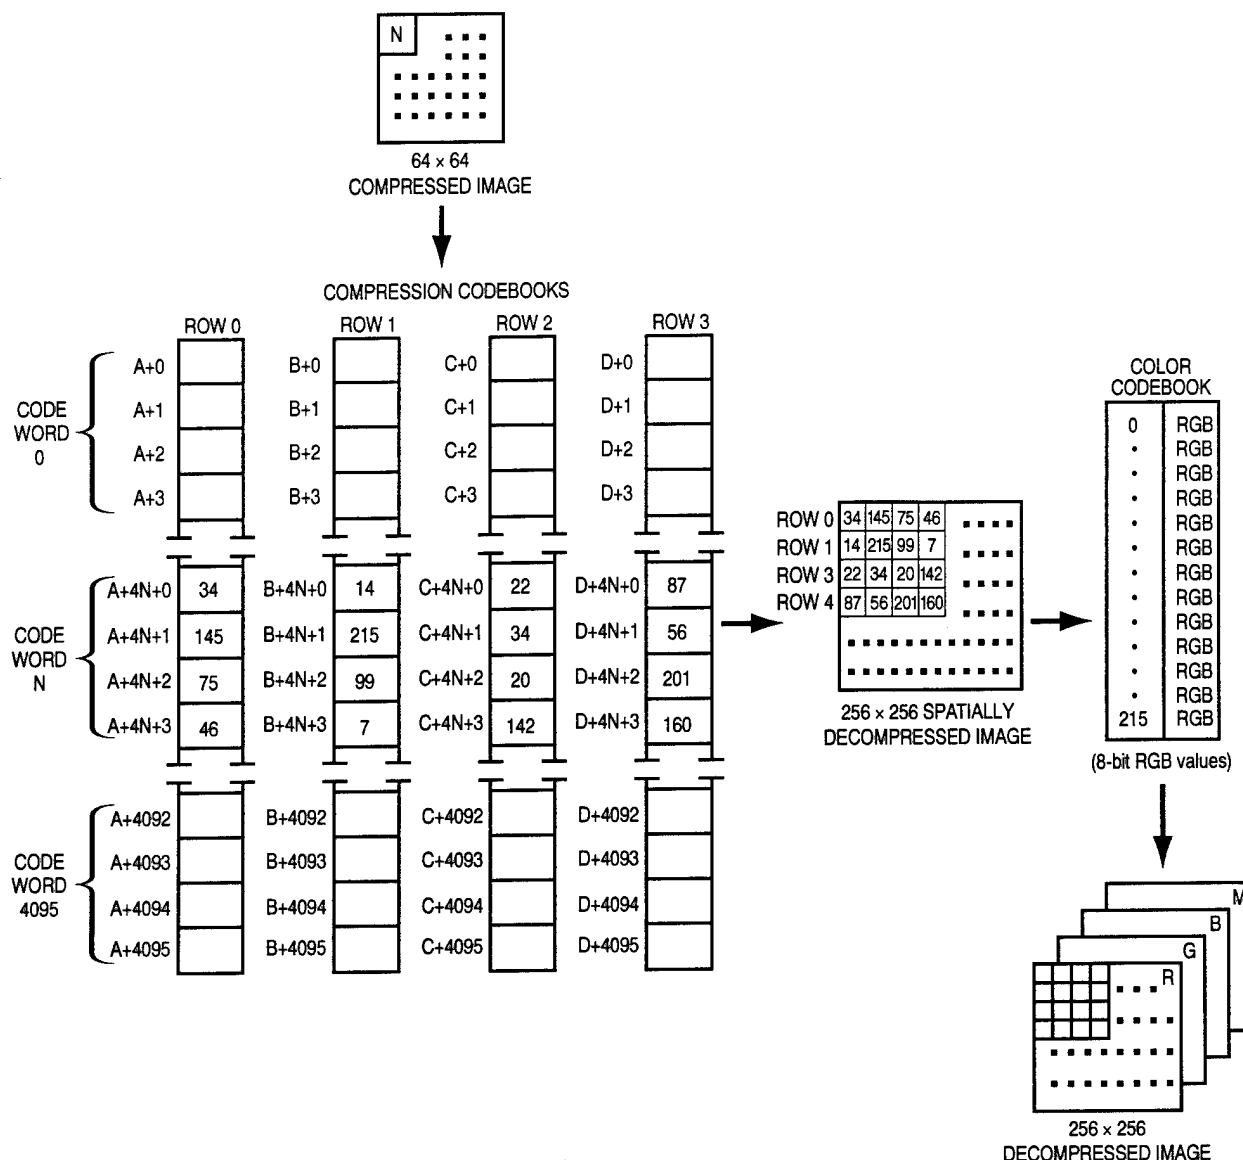 N
64 × 64
COMPRESSED IMAGE
COMPRESSION CODEBOOKS
ROW 0 ROW 1 ROW 2 ROW 3
CODE WORD 0
A+0 B+0 C+0 D+0
A+1 B+1 C+1 D+1
A+2 B+2 C+2 D+2
A+3 B+3 C+3 D+3
CODE WORD N
A+4N+0 34 B+4N+0 14 C+4N+0 22 D+4N+0 87
A+4N+1 145 B+4N+1 215 C+4N+1 34 D+4N+1 56
A+4N+2 75 B+4N+2 99 C+4N+2 20 D+4N+2 201
A+4N+3 46 B+4N+3 7 C+4N+3 142 D+4N+3 160
CODE WORD 4095
A+4092 B+4092 C+4092 D+4092
A+4093 B+4093 C+4093 D+4093
A+4094 B+4094 C+4094 D+4094
A+4095 B+4095 C+4095 D+4095
ROW 0 34 145 75 46
ROW 1 14 215 99 7
ROW 3 22 34 20 142
ROW 4 87 56 201 160
256 × 256 SPATIALLY
DECOMPRESSED IMAGE
COLOR
CODEBOOK
0 RGB
RGB
RGB
RGB
RGB
RGB
RGB
RGB
RGB
RGB
RGB
RGB
215 RGB
(8-bit RGB values)
M
B
G
R
256 × 256
DECOMPRESSED IMAGE